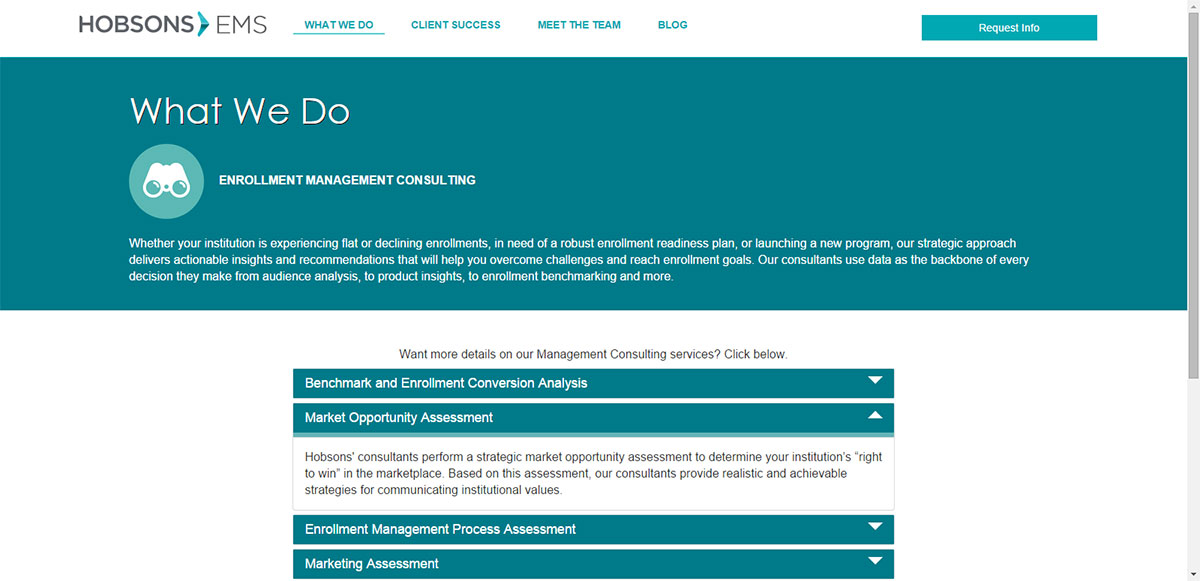 HOBSONS EMS
WHAT WE DO
CLIENT SUCCESS
MEET THE TEAM
BLOG
Request Info
What We Do
ENROLLMENT MANAGEMENT CONSULTING
Whether your institution is experiencing flat or declining enrollments, in need of a robust enrollment readiness plan, or launching a new program, our strategic approach
delivers actionable insights and recommendations that will help you overcome challenges and reach enrollment goals. Our consultants use data as the backbone of every
decision they make from audience analysis, to product insights, to enrollment benchmarking and more.
Want more details on our Management Consulting services? Click below.
Benchmark and Enrollment Conversion Analysis
Market Opportunity Assessment
Hobsons' consultants perform a strategic market opportunity assessment to determine your institution's “right
to win” in the marketplace. Based on this assessment, our consultants provide realistic and achievable
strategies for communicating institutional values.
Enrollment Management Process Assessment
Marketing Assessment